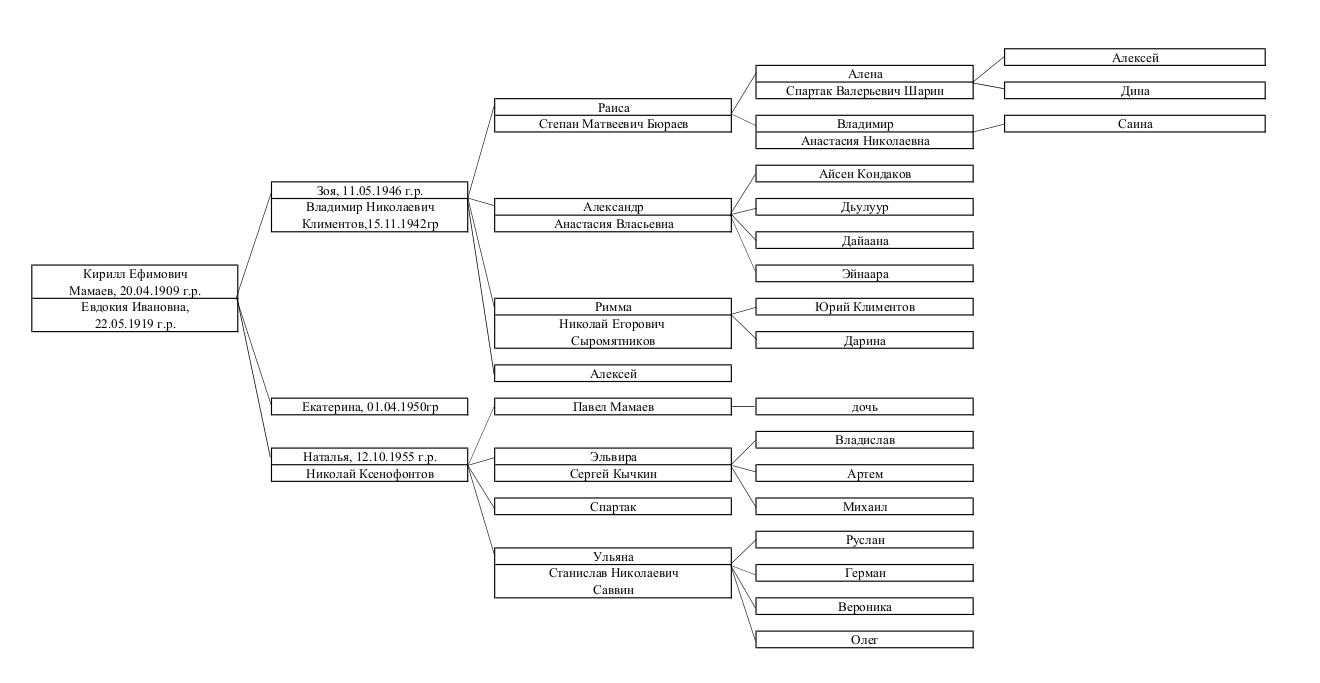 Кирилл Ефимович
Мамаев, 20.04.1909 г.р.
Евдокия Ивановна,
22.05.1919 г.р.
Зоя, 11.05.1946 г.р.
Владимир Николаевич
Климентов,15.11.1942гр
Екатерина, 01.04.1950гр
Наталья, 12.10.1955 г.р.
Николай Ксенофонтов
Раиса
Степан Матвеевич Бюраев
Александр
Анастасия Власьевна
Римма
Николай Егорович
Сыромятников
Алексей
Павел Мамаев
Эльвира
Сергей Кычкин
Спартак
Ульяна
Станислав Николаевич
Саввин
Алена
Спартак Валерьевич Шарин
Владимир
Анастасия Николаевна
Айсен Кондаков
Дьулуур
Дайаана
Эйнаара
Юрий Климентов
Дарина
дочь
Владислав
Артем
Михаил
Руслан
Герман
Вероника
Олег
Алексей
Дина
Саина